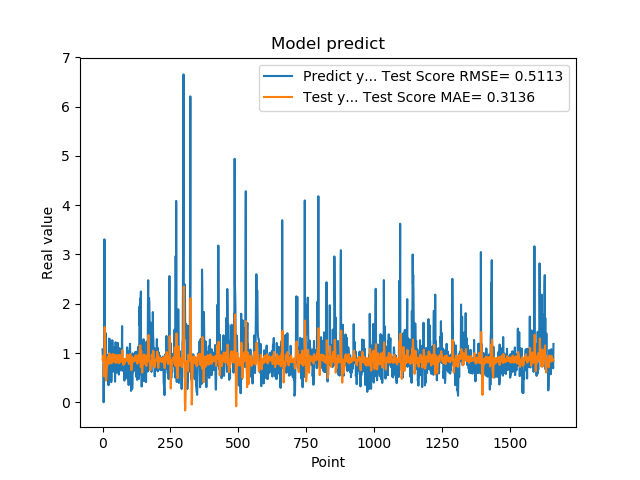 Model predict
Predict y... Test Score RMSE= 0.5113
Test y... Test Score MAE= 0.3136
Real value
7
6
5
4
3
2
1
0
0 250 500 750 1000 1250 1500
Point